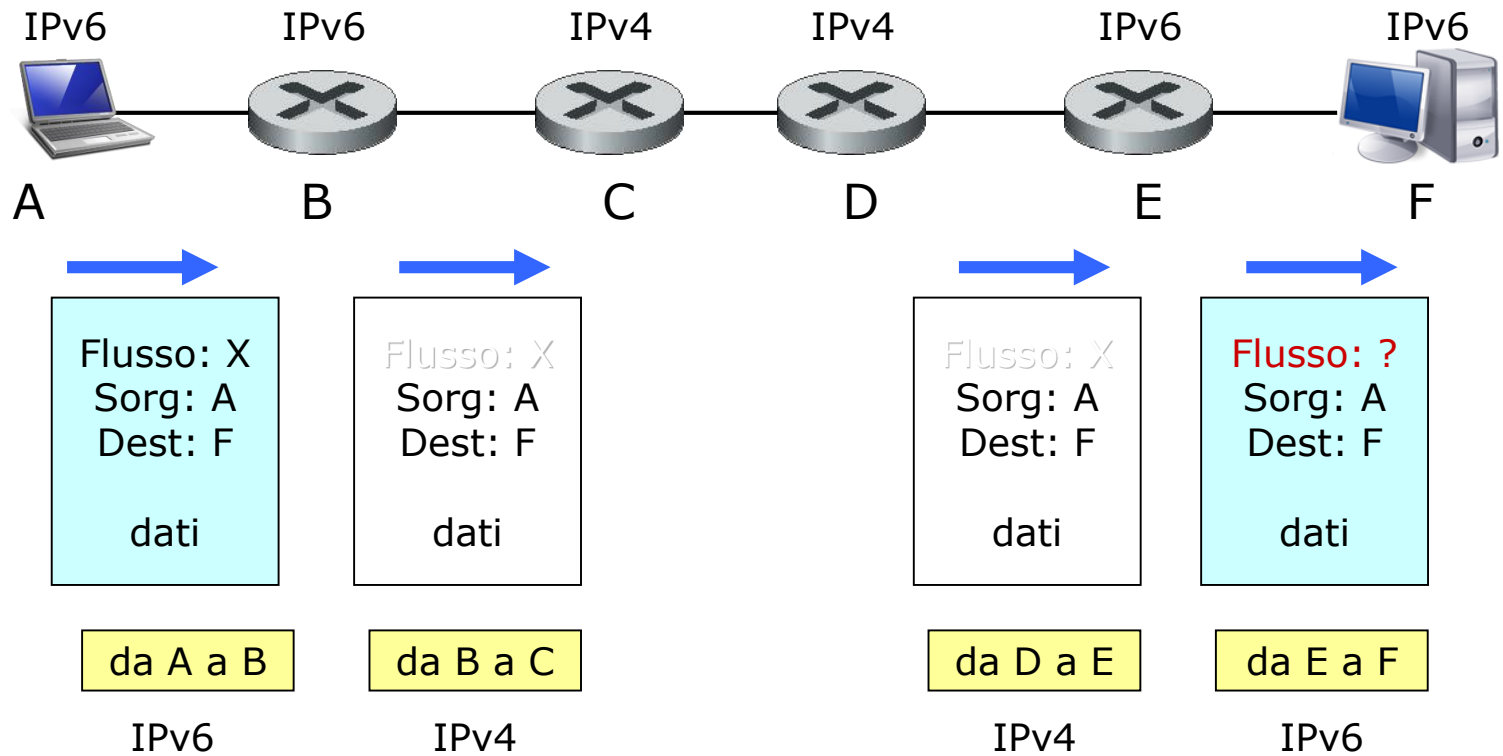 IPv6 IPv6 IPv4 IPv4 IPv6 IPv6
A B C D E F
Flusso: X
Sorg: A
Dest: F
dati
Flusso: X
Sorg: A
Dest: F
dati
Flusso: X
Sorg: A
Dest: F
dati
Flusso: ?
Sorg: A
Dest: F
dati
da A a B
da B a C
da D a E
da E a F
IPv6
IPv4
IPv4
IPv6